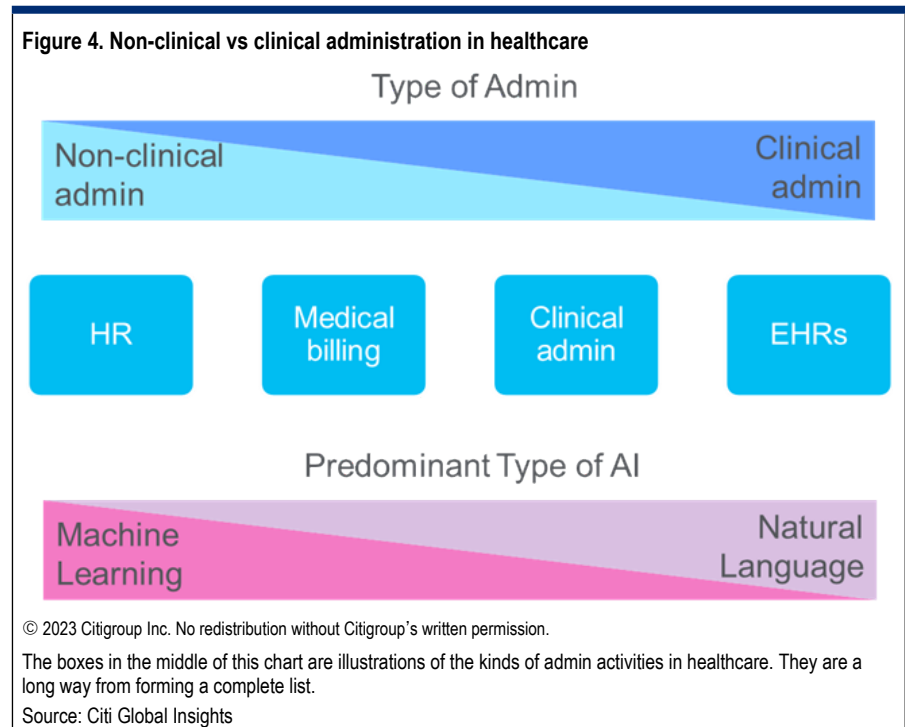 Figure 4. Non-clinical vs clinical administration in healthcare
Type of Admin
Non-clinical
admin
Clinical
admin
HR
Medical
billing
Clinical
admin
EHRs
Predominant Type of AI
Machine
Learning
Natural
Language
© 2023 Citigroup Inc. No redistribution without Citigroup's written permission.
The boxes in the middle of this chart are illustrations of the kinds of admin activities in healthcare. They are a
long way from forming a complete list.
Source: Citi Global Insights